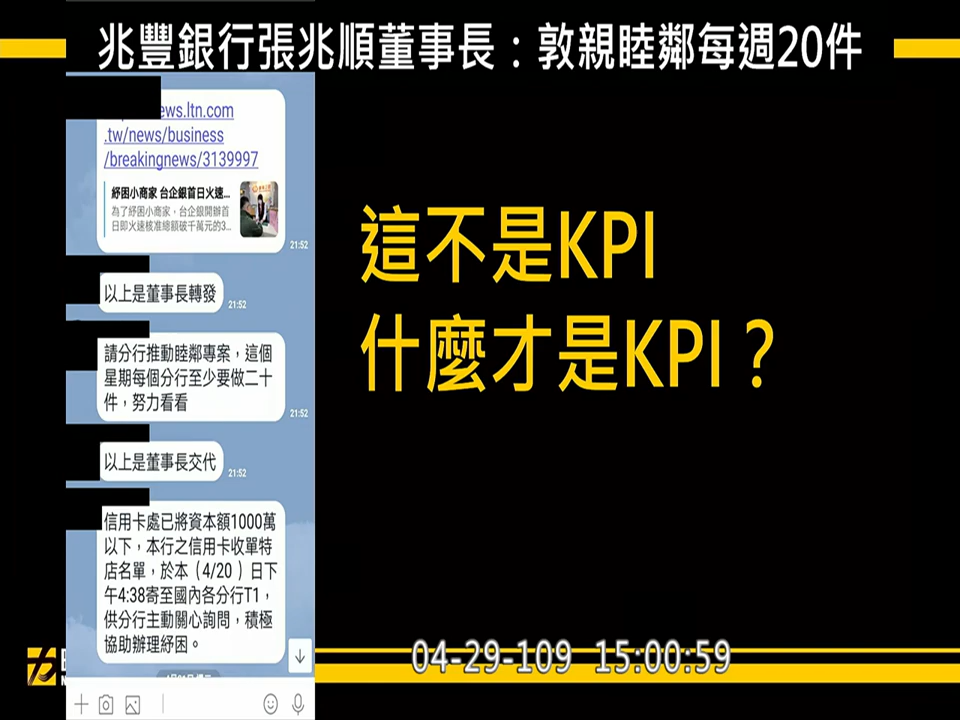 兆豐銀行張兆順董事長：敦親睦鄰每週20件
ews.ltn.com
.tw/news/business
/breakingnews/3139997
紓困小商家 台企銀首日火速...
為了紓困小商家，台企銀開辦首
日即火速核准總額破千萬元的3...
21:52
以上是董事長轉發
21:52
請分行推動睦鄰專案，這個
星期每個分行至少要做二十
件，努力看看
21:52
以上是董事長交代
21:52
信用卡處已將資本額1000萬
以下，本行之信用卡收單特
店名單，於本（4/20 ）日下
午4:38寄至國內各分行T1，
供分行主動關心詢問，積極
協助辦理紓困。
這不是KPI
什麼才是KPI？
04-29-109 15:00:59